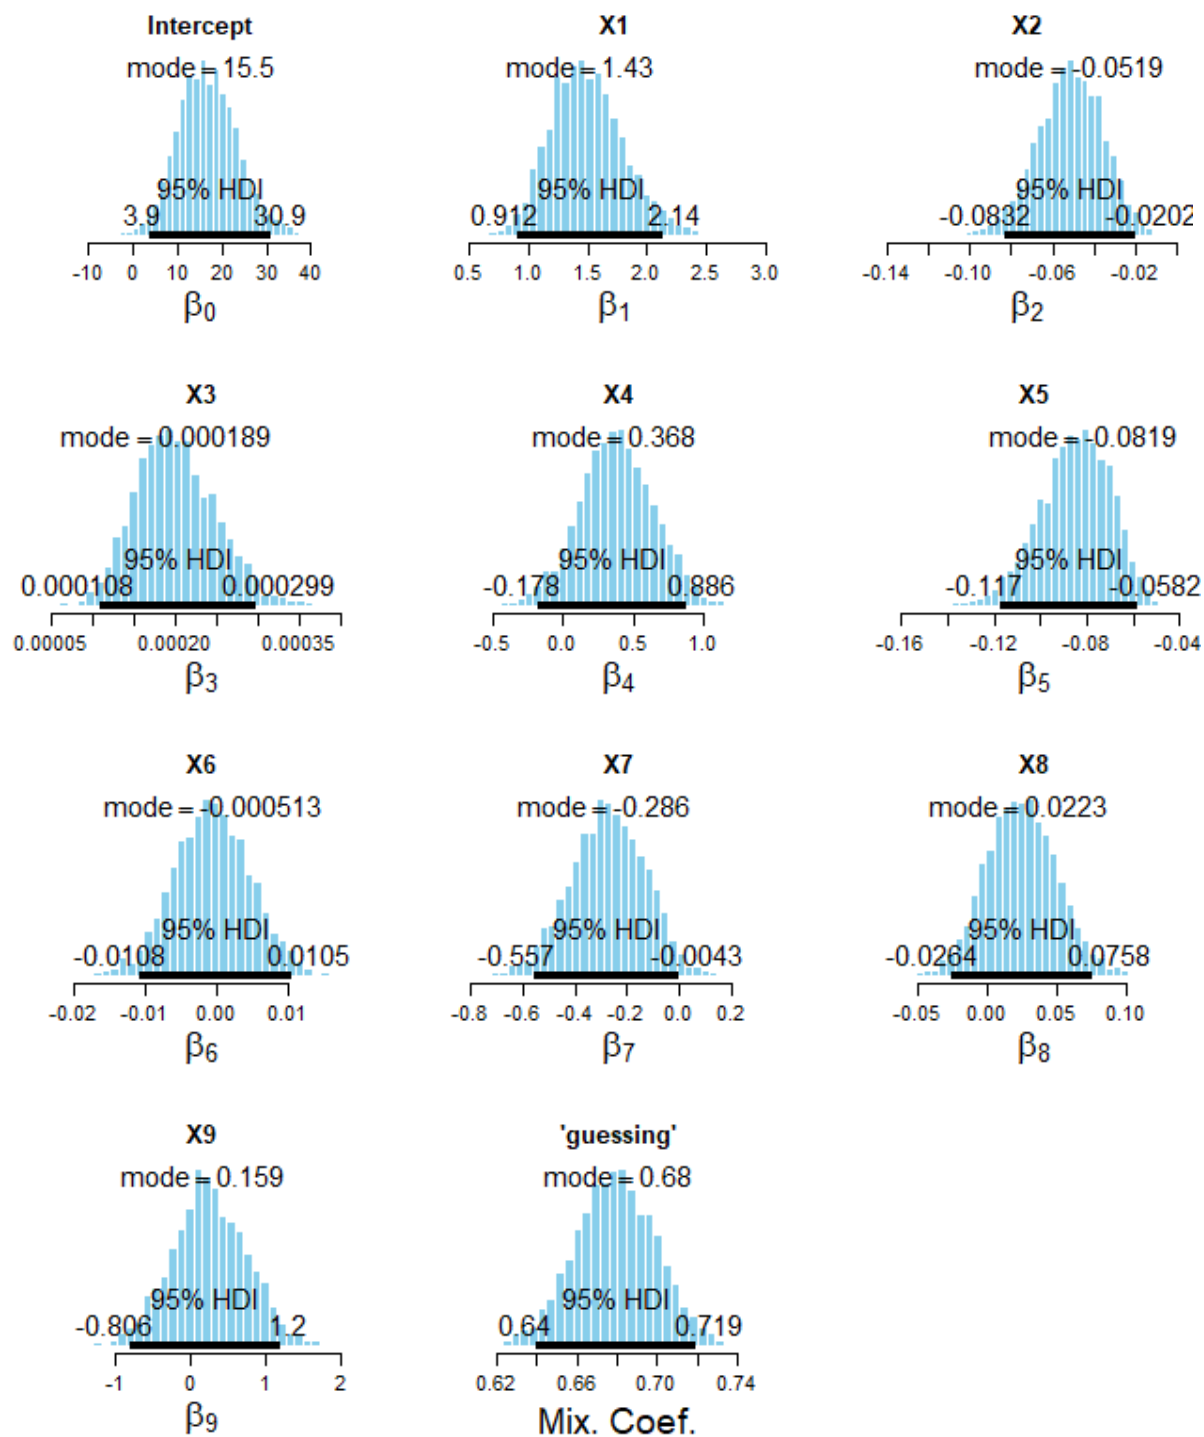 Intercept
mode = 15.5
95% HDI
3.9 30.9
-10 0 10 20 30 40
β0
X1
mode = 1.43
95% HDI
0.912 2.14
0.5 1.0 1.5 2.0 2.5 3.0
β1
X2
mode = -0.0519
95% HDI
-0.0832 -0.0202
-0.14 -0.10 -0.06 -0.02
β2
X3
mode = 0.000189
95% HDI
0.000108 0.000299
0.00005 0.00020 0.00035
β3
X4
mode = 0.368
95% HDI
-0.178 0.886
-0.5 0.0 0.5 1.0
β4
X5
mode = -0.0819
95% HDI
-0.117 -0.0582
-0.16 -0.12 -0.08 -0.04
β5
X6
mode = -0.000513
95% HDI
-0.0108 0.0105
-0.02 -0.01 0.00 0.01
β6
X7
mode = -0.286
95% HDI
-0.557 -0.0043
-0.8 -0.6 -0.4 -0.2 0.0 0.2
β7
X8
mode = 0.0223
95% HDI
-0.0264 0.0758
-0.05 0.00 0.05 0.10
β8
X9
mode = 0.159
95% HDI
-0.806 1.2
-1 0 1 2
β9
'guessing'
mode = 0.68
95% HDI
0.64 0.719
0.62 0.66 0.70 0.74
Mix. Coef.